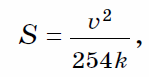 S = v²/254k,